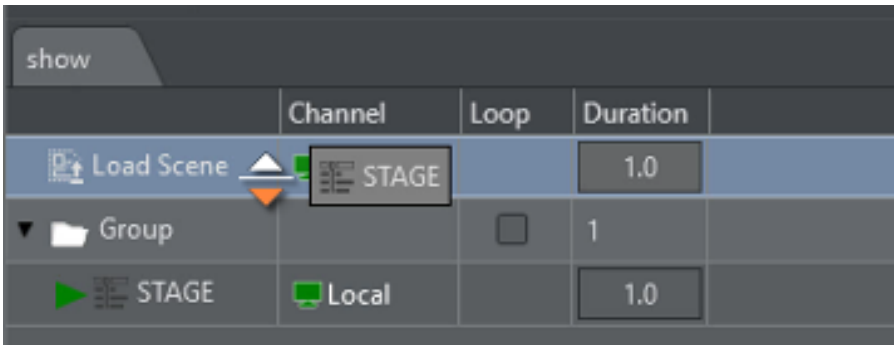 show
Channel Loop Duration
Load Scene STAGE 1.0
Group 1
STAGE Local 1.0